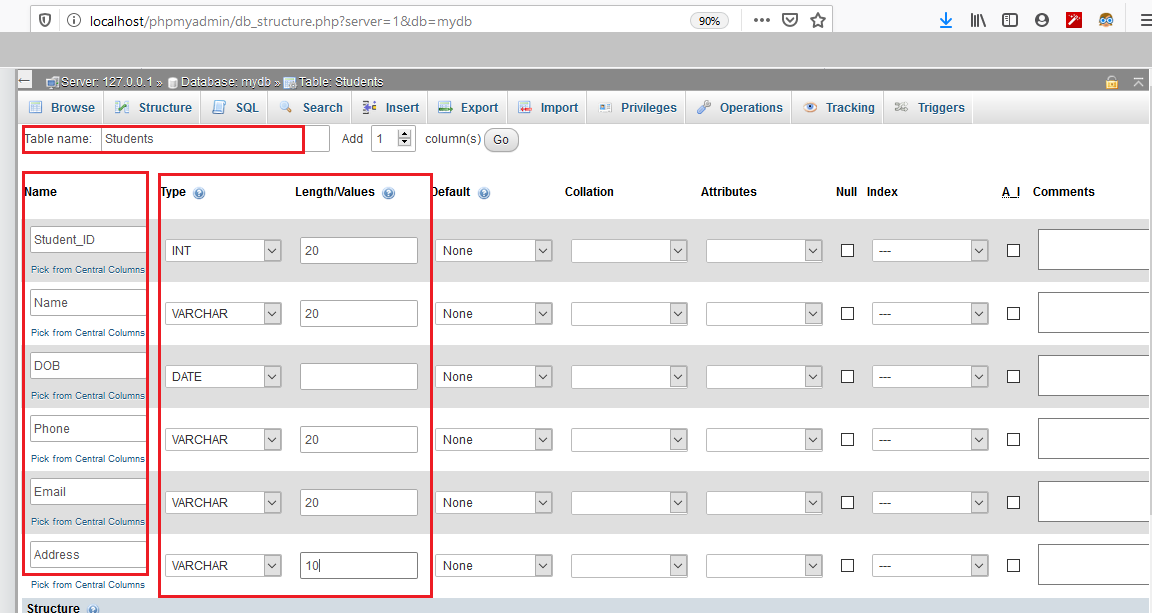 localhost/phpmyadmin/db_structure.php?server=1&db=mydb 90%
Server: 127.0.0.1 » Database: mydb » Table: Students
Browse Structure SQL Search Insert Export Import Privileges Operations Tracking Triggers
Table name: Students Add 1 column(s) Go
Name Type Length/Values Default Collation Attributes Null Index A_I Comments
Student_ID INT 20 None ---
Pick from Central Columns
Name VARCHAR 20 None ---
Pick from Central Columns
DOB DATE None ---
Pick from Central Columns
Phone VARCHAR 20 None ---
Pick from Central Columns
Email VARCHAR 20 None ---
Pick from Central Columns
Address VARCHAR 10 None ---
Pick from Central Columns
Structure